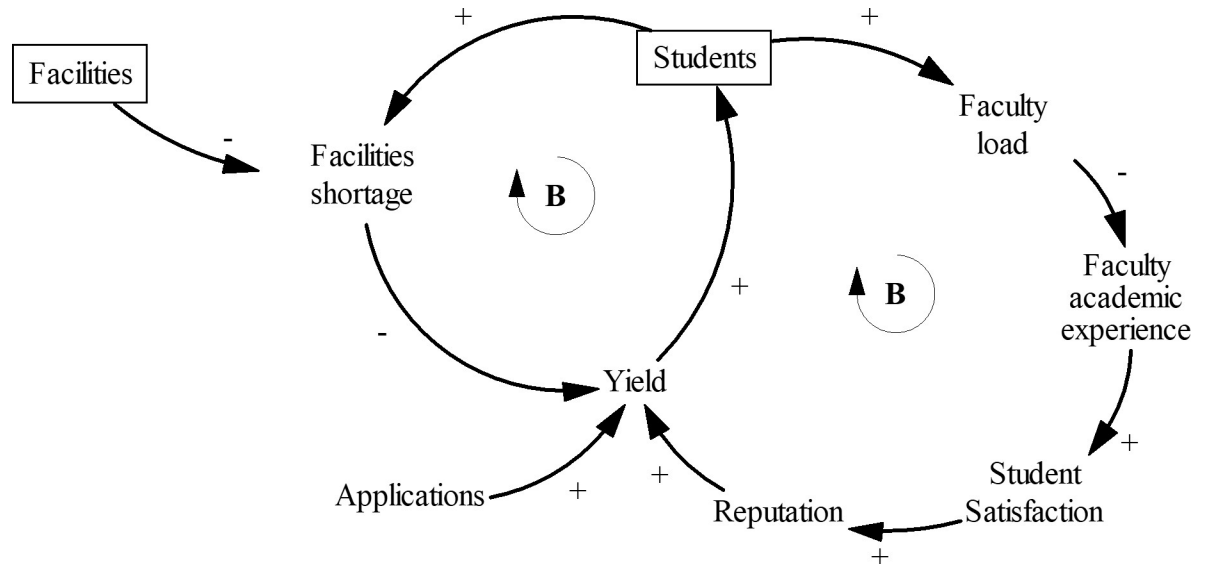 +
+
Students
Facilities
Faculty
load
-
Facilities
shortage
-
B
Faculty
academic
experience
+
B
-
Yield
+
Student
Satisfaction
Applications
+
+
Reputation
+